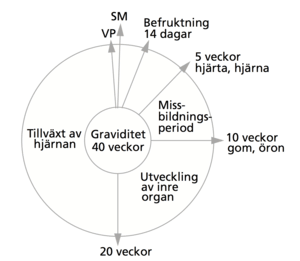 SM
VP
Befruktning
14 dagar
5 veckor
hjärta, hjärna
Miss-
bildnings-
period
Tillväxt av
hjärnan
Graviditet
40 veckor
10 veckor
gom, öron
Utveckling
av inre
organ
20 veckor